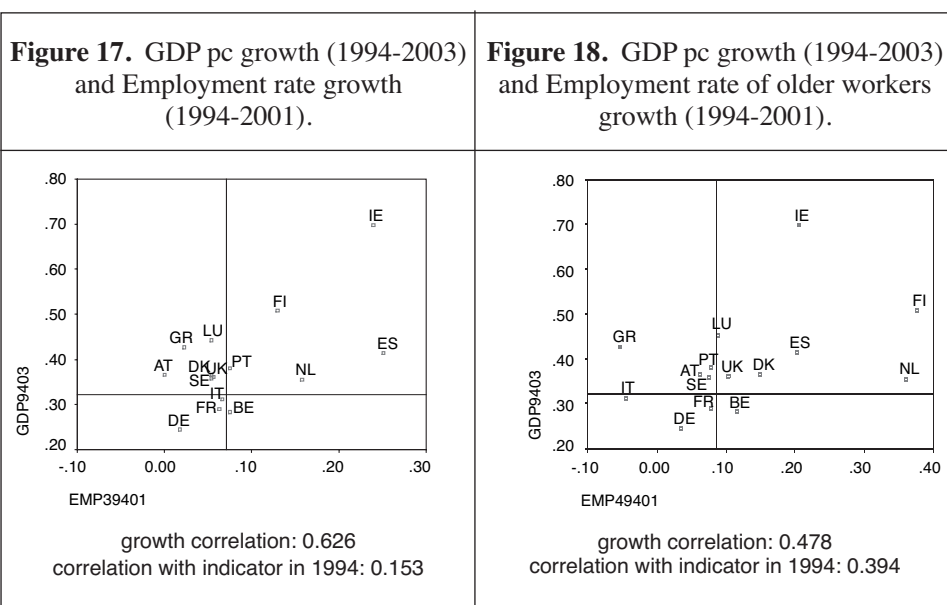 Figure 17. GDP pc growth (1994-2003)
and Employment rate growth
(1994-2001).
Figure 18. GDP pc growth (1994-2003)
and Employment rate of older workers
growth (1994-2001).
.80
.70
.50
.40
.30
.20
GDP9403
IE
FI
LU
GR
ES
AT
DK
UK
PT
NL
SE
IT
FR
BE
DE
-.10
0.00
.10
.20
.30
EMP39401
growth correlation: 0.626
correlation with indicator in 1994: 0.153
.80
.70
.50
.40
.30
.20
GDP9403
IE
FI
LU
GR
ES
PT
AT
UK
DK
NL
SE
IT
FR
BE
DE
-.10
0.00
.10
.20
.40
EMP49401
growth correlation: 0.478
correlation with indicator in 1994: 0.394